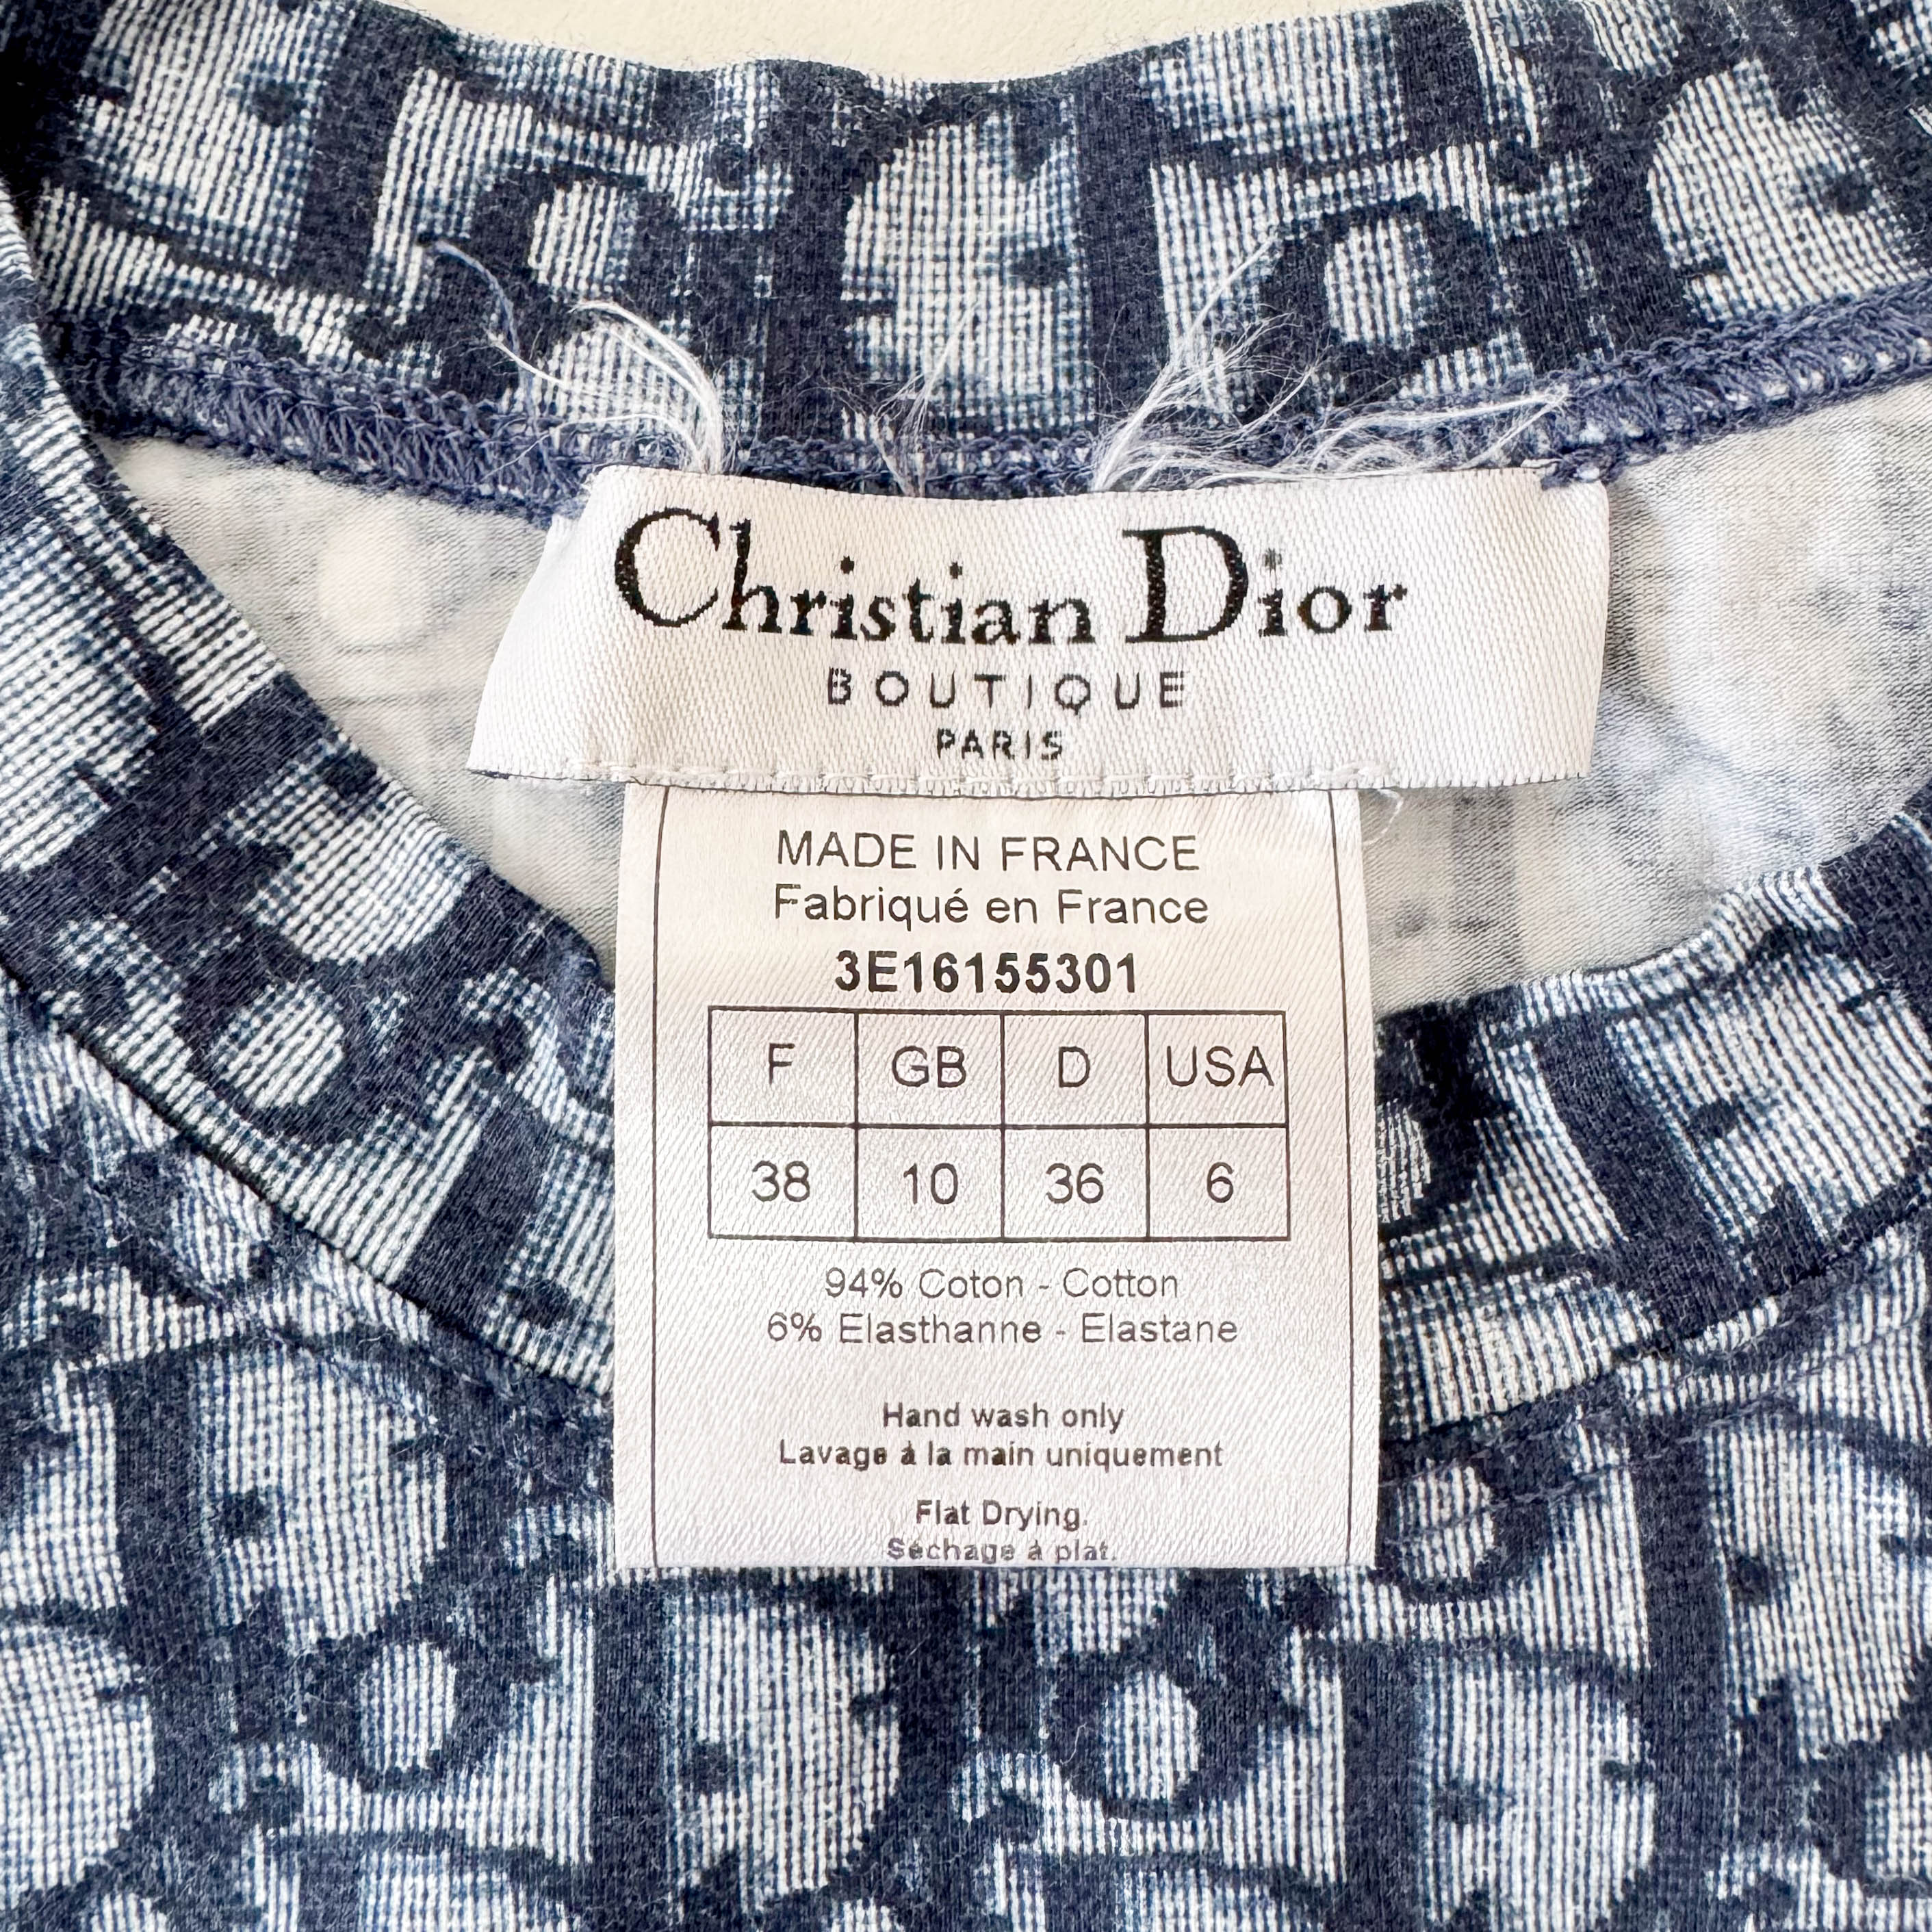 Christian Dior
BOUTIQUE
PARIS
MADE IN FRANCE
Fabriqué en France
3E16155301
F GB D USA
38 10 36 6
94% Coton - Cotton
6% Elasthanne - Elastane
Hand wash only
Lavage à la main uniquement
Flat Drying.
Séchage à plat.